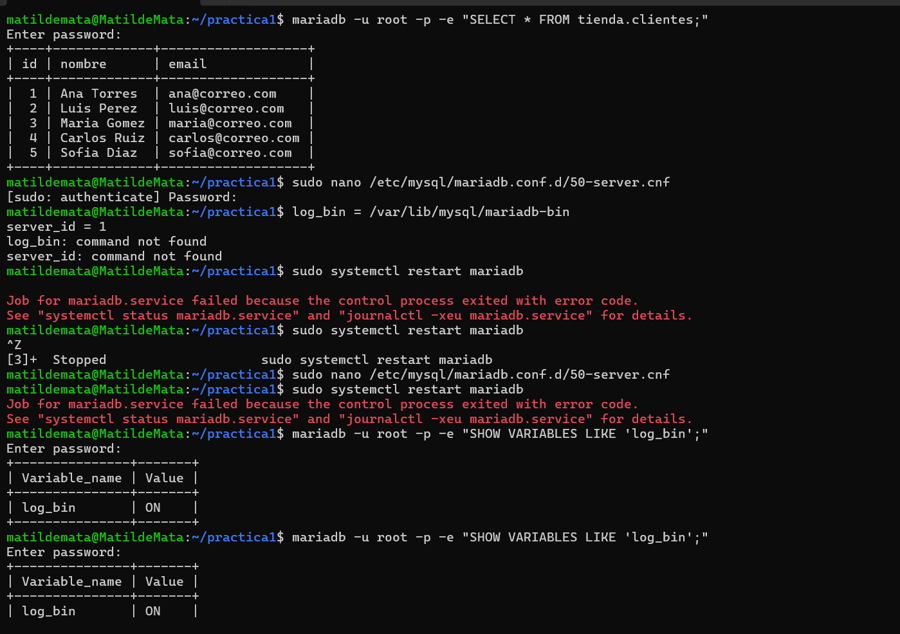 matildemata@MatildeMata:~/practica1$ mariadb -u root -p -e "SELECT * FROM tienda.clientes;"
Enter password:
+----+-------------+-------------------+
| id | nombre      | email             |
+----+-------------+-------------------+
|  1 | Ana Torres  | ana@correo.com    |
|  2 | Luis Perez  | luis@correo.com   |
|  3 | Maria Gomez | maria@correo.com  |
|  4 | Carlos Ruiz | carlos@correo.com |
|  5 | Sofia Diaz  | sofia@correo.com  |
+----+-------------+-------------------+
matildemata@MatildeMata:~/practica1$ sudo nano /etc/mysql/mariadb.conf.d/50-server.cnf
[sudo: authenticate] Password:
matildemata@MatildeMata:~/practica1$ log_bin = /var/lib/mysql/mariadb-bin
server_id = 1
log_bin: command not found
server_id: command not found
matildemata@MatildeMata:~/practica1$ sudo systemctl restart mariadb
Job for mariadb.service failed because the control process exited with error code.
See "systemctl status mariadb.service" and "journalctl -xeu mariadb.service" for details.
matildemata@MatildeMata:~/practica1$ sudo systemctl restart mariadb
^Z
[3]+  Stopped                 sudo systemctl restart mariadb
matildemata@MatildeMata:~/practica1$ sudo nano /etc/mysql/mariadb.conf.d/50-server.cnf
matildemata@MatildeMata:~/practica1$ sudo systemctl restart mariadb
Job for mariadb.service failed because the control process exited with error code.
See "systemctl status mariadb.service" and "journalctl -xeu mariadb.service" for details.
matildemata@MatildeMata:~/practica1$ mariadb -u root -p -e "SHOW VARIABLES LIKE 'log_bin';"
Enter password:
+---------------+-------+
| Variable_name | Value |
+---------------+-------+
| log_bin       | ON    |
+---------------+-------+
matildemata@MatildeMata:~/practica1$ mariadb -u root -p -e "SHOW VARIABLES LIKE 'log_bin';"
Enter password:
+---------------+-------+
| Variable_name | Value |
+---------------+-------+
| log_bin       | ON    |